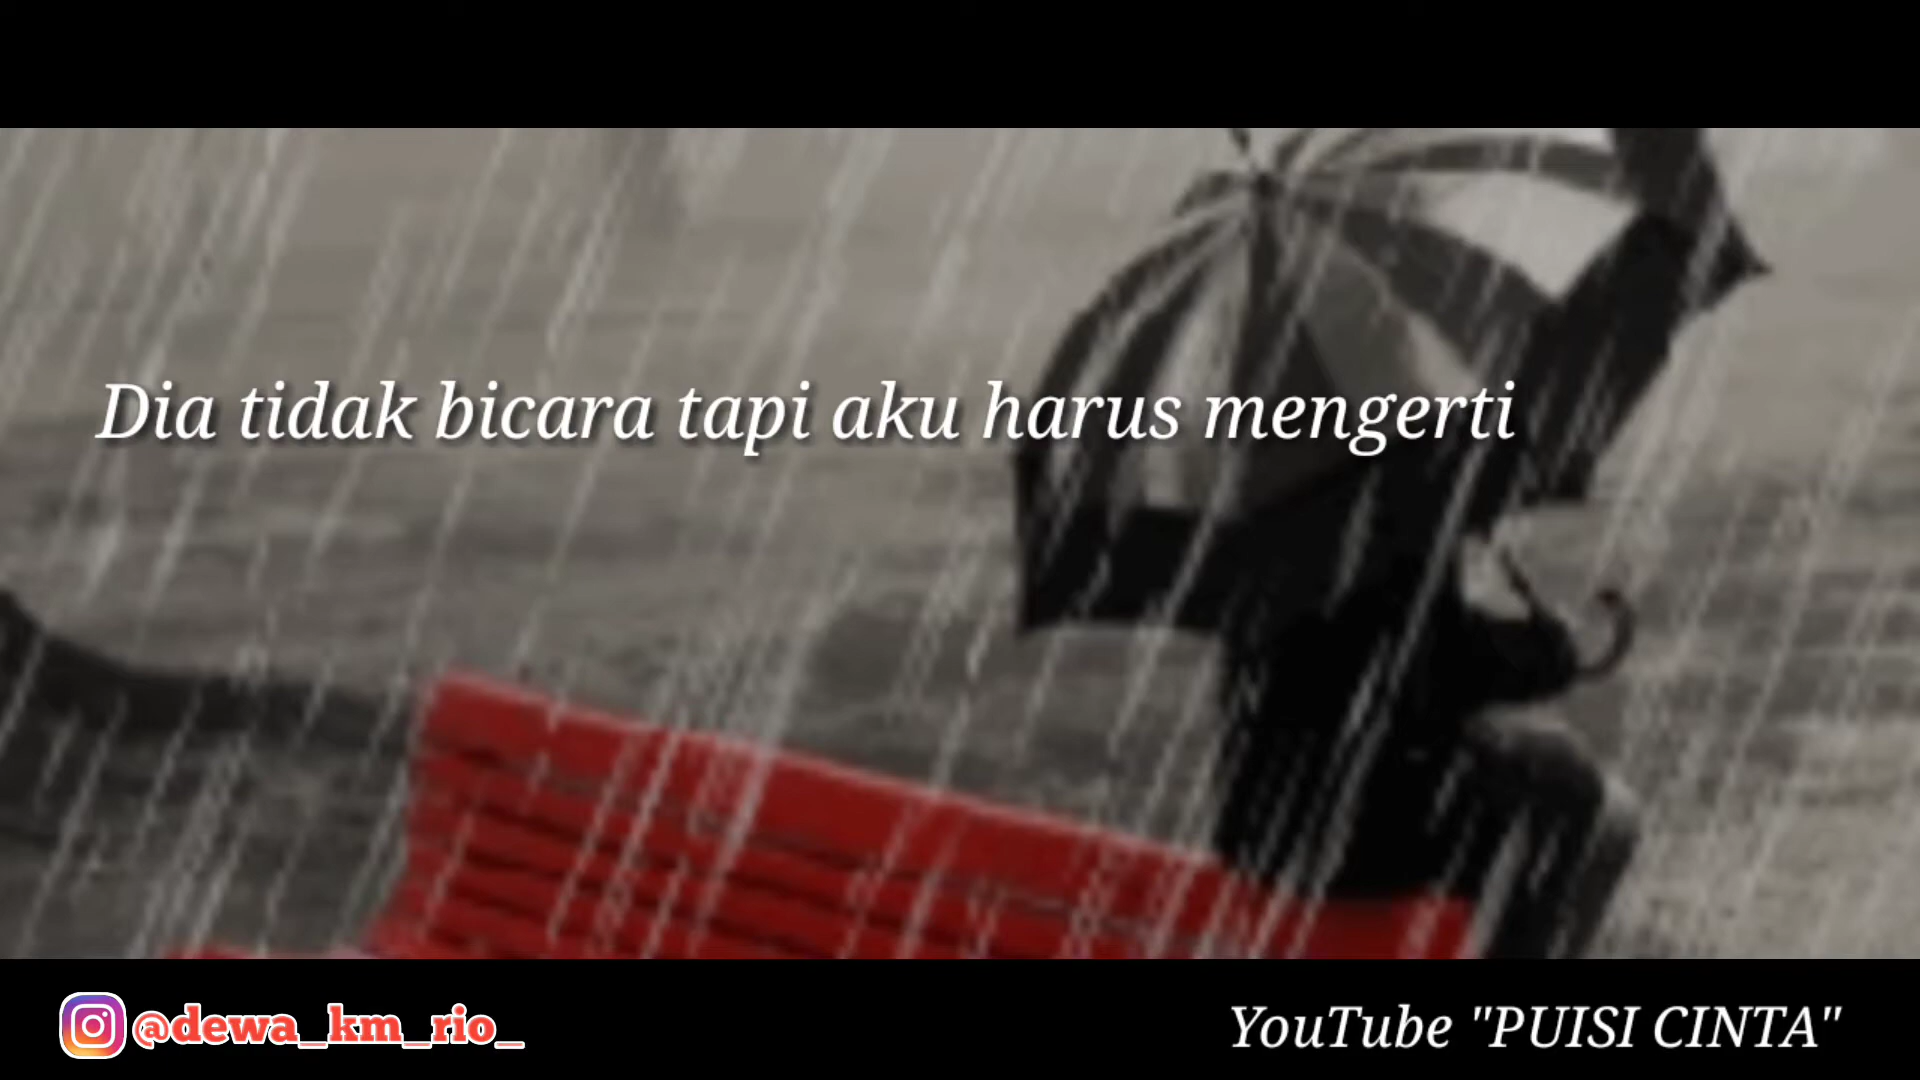 Dia tidak bicara tapi aku harus mengerti
@dewa_km_rio_
YouTube "PUISI CINTA"